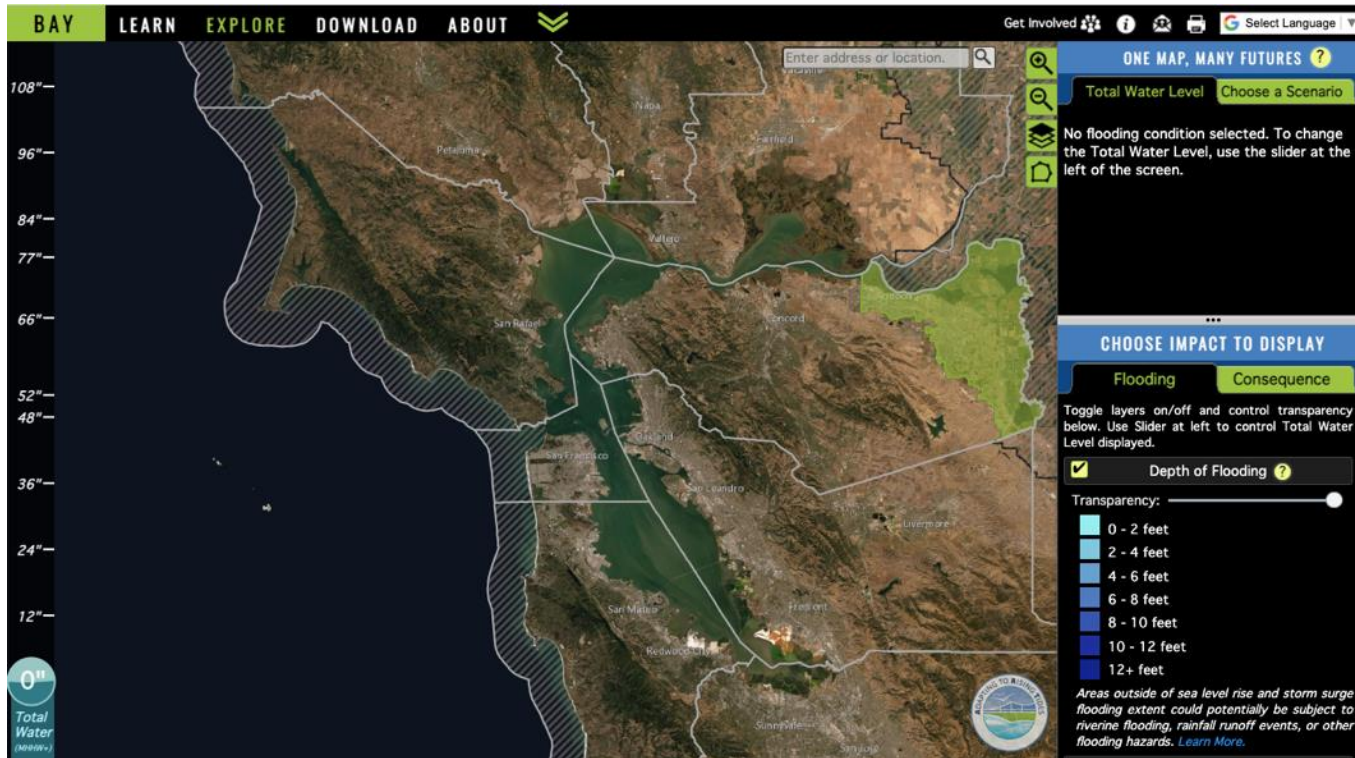 BAY LEARN EXPLORE DOWNLOAD ABOUT Get Involved Select Language
Enter address or location.
108"
96"
84"
77"
66"
52"
48"
36"
24"
12"
0"
Total
Water
(MHHW+)
Vacaville
Napa
Fairfield
Petaluma
Vallejo
San Rafael
Concord
Oakland
San Francisco
San Leandro
Livermore
San Mateo
Fremont
Redwood City
Sunnyvale
San Jose
ADAPTING TO RISING TIDES
ONE MAP, MANY FUTURES ?
Total Water Level Choose a Scenario
No flooding condition selected. To change
the Total Water Level, use the slider at the
left of the screen.
CHOOSE IMPACT TO DISPLAY
Flooding Consequence
Toggle layers on/off and control transparency
below. Use Slider at left to control Total Water
Level displayed.
Depth of Flooding ?
Transparency:
0 - 2 feet
2 - 4 feet
4 - 6 feet
6 - 8 feet
8 - 10 feet
10 - 12 feet
12+ feet
Areas outside of sea level rise and storm surge
flooding extent could potentially be subject to
riverine flooding, rainfall runoff events, or other
flooding hazards. Learn More.